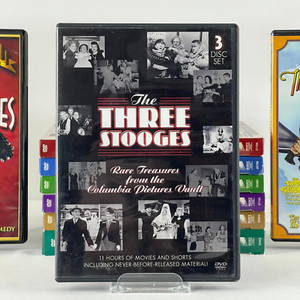 3
DISC
SET
The
THREE
STOOGES
Rare Treasures
from the
Columbia Pictures Vault
11 HOURS OF MOVIES AND SHORTS
INCLUDING NEVER-BEFORE-RELEASED MATERIAL!
DVD